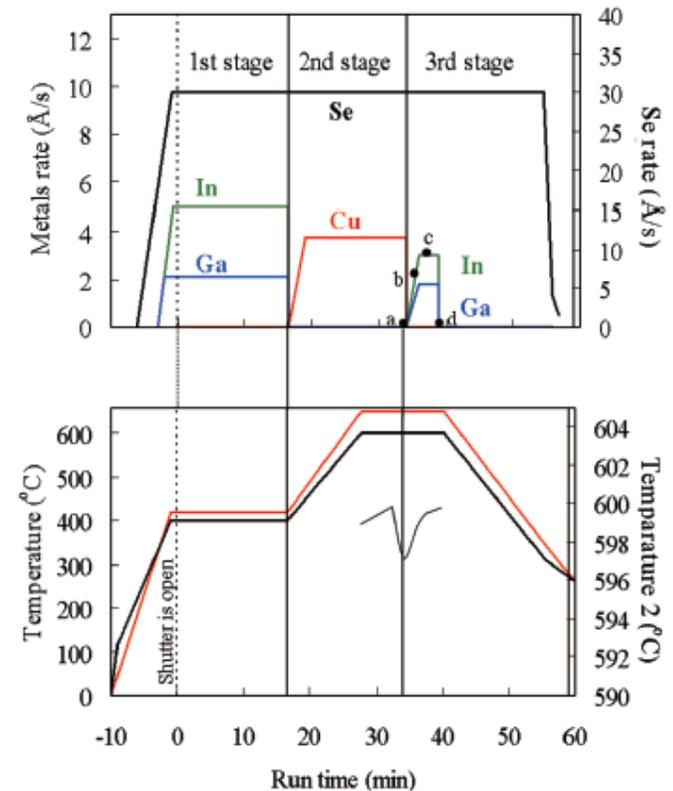 12
10
8
6
4
2
0
Metals rate (Å/s)
40
35
30
25
20
15
10
5
0
Se rate (Å/s)
1st stage
2nd stage
3rd stage
Se
In
Ga
Cu
a
b
c
d
In
Ga
600
500
400
300
200
100
0
Temperature (°C)
604
602
600
598
596
594
592
590
Temparature 2 (°C)
Shutter is open
-10 0 10 20 30 40 50 60
Run time (min)